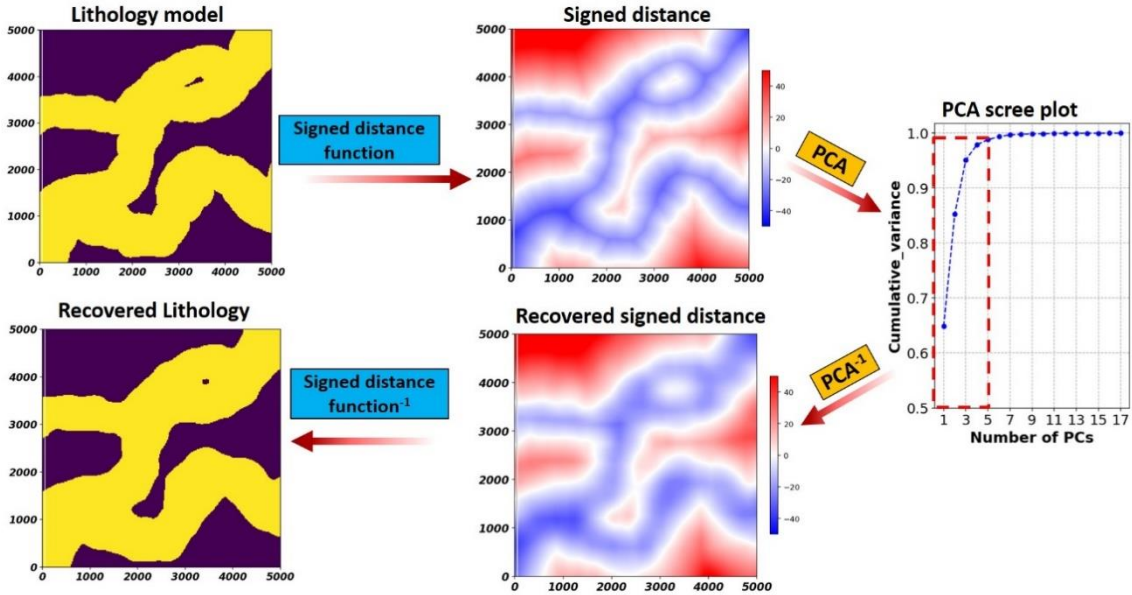 Lithology model
5000
4000
3000
2000
1000
0
0 1000 2000 3000 4000 5000
Signed distance
function
Signed distance
5000
4000
3000
2000
1000
0
0 1000 2000 3000 4000 5000
40
20
0
−20
−40
PCA
PCA scree plot
Cumulative_variance
1.0
0.9
0.8
0.7
0.6
0.5
1 3 5 7 9 11 13 15 17
Number of PCs
Recovered Lithology
5000
4000
3000
2000
1000
0
0 1000 2000 3000 4000 5000
Signed distance
function-1
Recovered signed distance
5000
4000
3000
2000
1000
0
0 1000 2000 3000 4000 5000
40
20
0
−20
−40
PCA-1